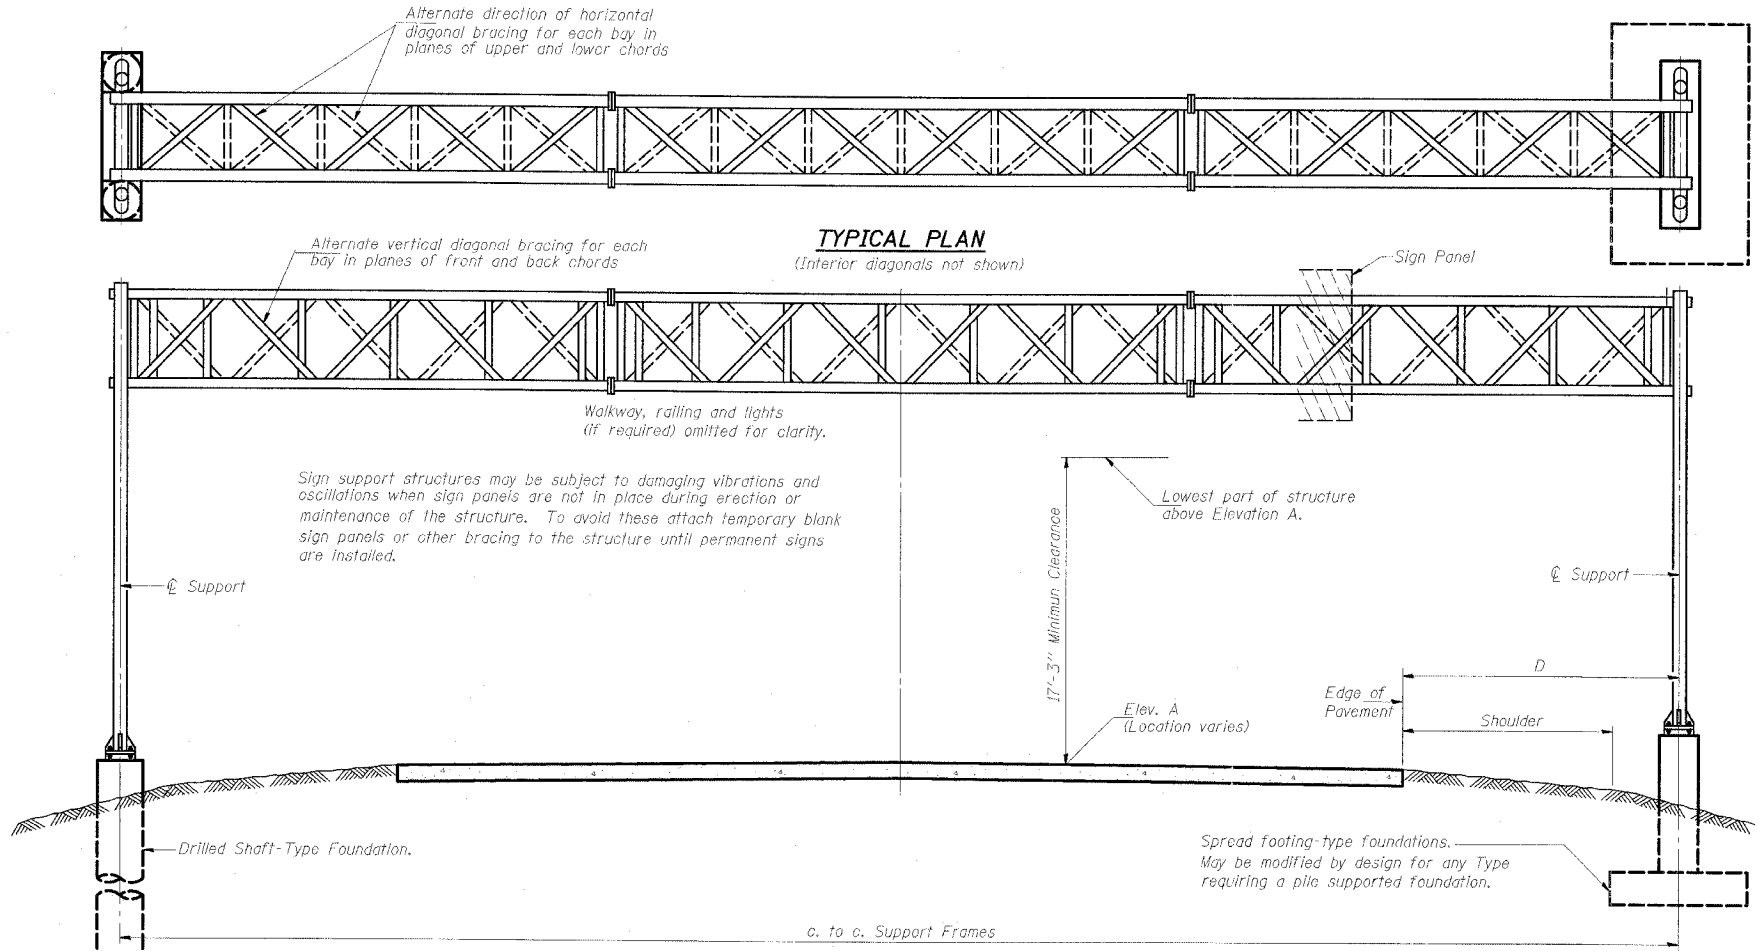 Alternate direction of horizontal
diagonal bracing for each bay in
planes of upper and lower chords
TYPICAL PLAN
(Interior diagonals not shown)
Alternate vertical diagonal bracing for each
bay in planes of front and back chords
Sign Panel
Walkway, railing and lights
(if required) omitted for clarity.
Sign support structures may be subject to damaging vibrations and
oscillations when sign panels are not in place during erection or
maintenance of the structure. To avoid these attach temporary blank
sign panels or other bracing to the structure until permanent signs
are installed.
Lowest part of structure
above Elevation A.
17'-3" Minimun Clearance
℄ Support
℄ Support
D
Edge of
Pavement
Shoulder
Elev. A
(Location varies)
Drilled Shaft-Type Foundation.
Spread footing-type foundations.
May be modified by design for any Type
requiring a pile supported foundation.
c. to c. Support Frames